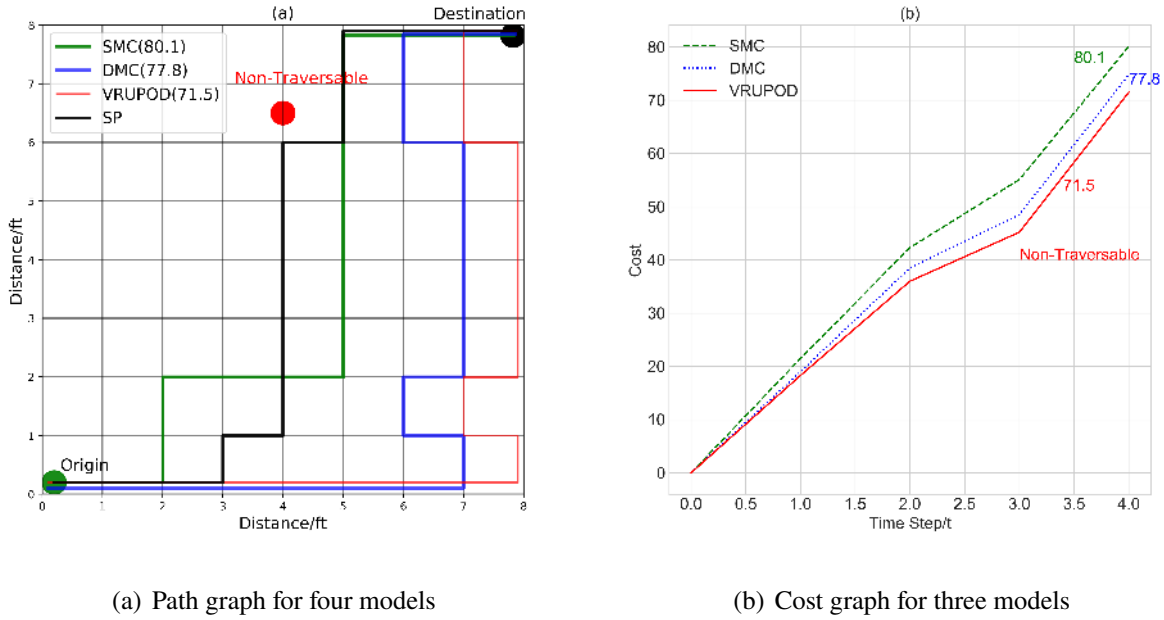 (a)
Destination
SMC(80.1)
DMC(77.8)
VRUPOD(71.5)
SP
Non-Traversable
Origin
8
7
6
5
4
3
2
1
0
0 1 2 3 4 5 6 7 8
Distance/ft
Distance/ft
(b)
SMC
DMC
VRUPOD
80.1
77.8
71.5
Non-Traversable
80
70
60
50
40
30
20
10
0
0.0 0.5 1.0 1.5 2.0 2.5 3.0 3.5 4.0
Cost
Time Step/t
(a) Path graph for four models
(b) Cost graph for three models